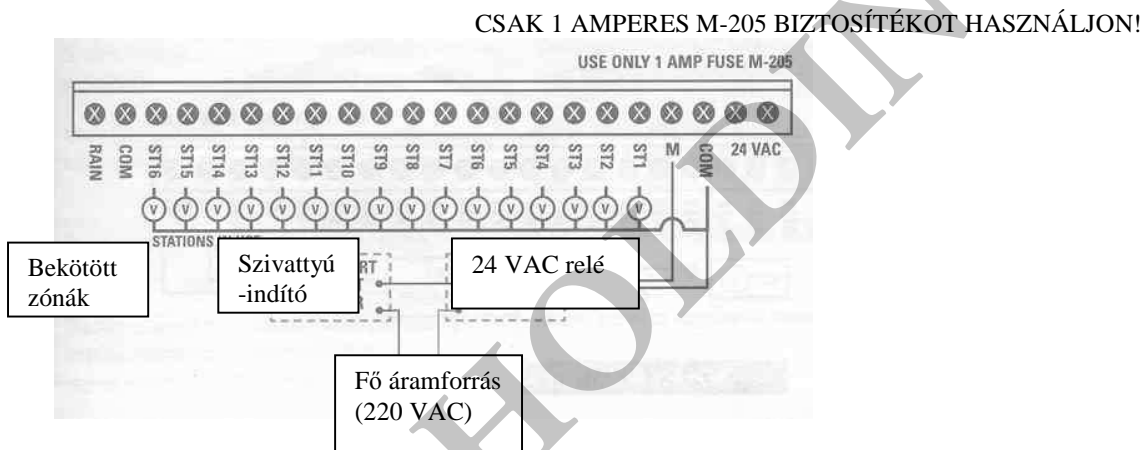 CSAK 1 AMPERES M-205 BIZTOSÍTÉKOT HASZNÁLJON!
USE ONLY 1 AMP FUSE M-205
X X X X X X X X X X X X X X X X X X X X X X
RAIN COM ST16 ST15 ST14 ST13 ST12 ST11 ST10 ST9 ST8 ST7 ST6 ST5 ST4 ST3 ST2 ST1 M COM 24 VAC
V V V V V V V V V V V V V V V V
STATIONS
Bekötött
zónák
Szivattyú
-indító
24 VAC relé
Fő áramforrás
(220 VAC)
HOLDIN